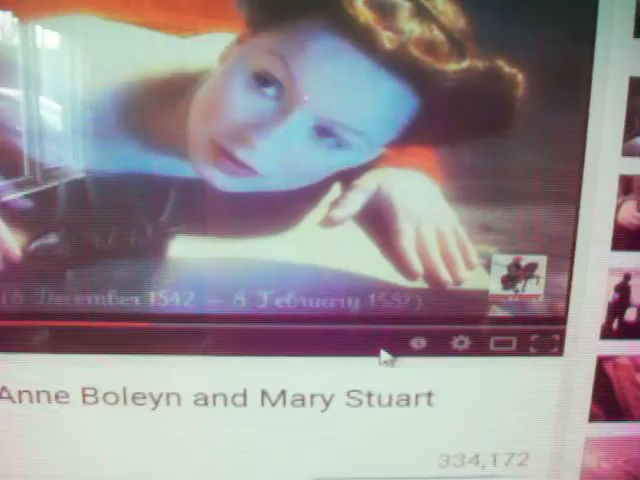 (8 December 1542 – 8 February 1587)
Anne Boleyn and Mary Stuart
334,172